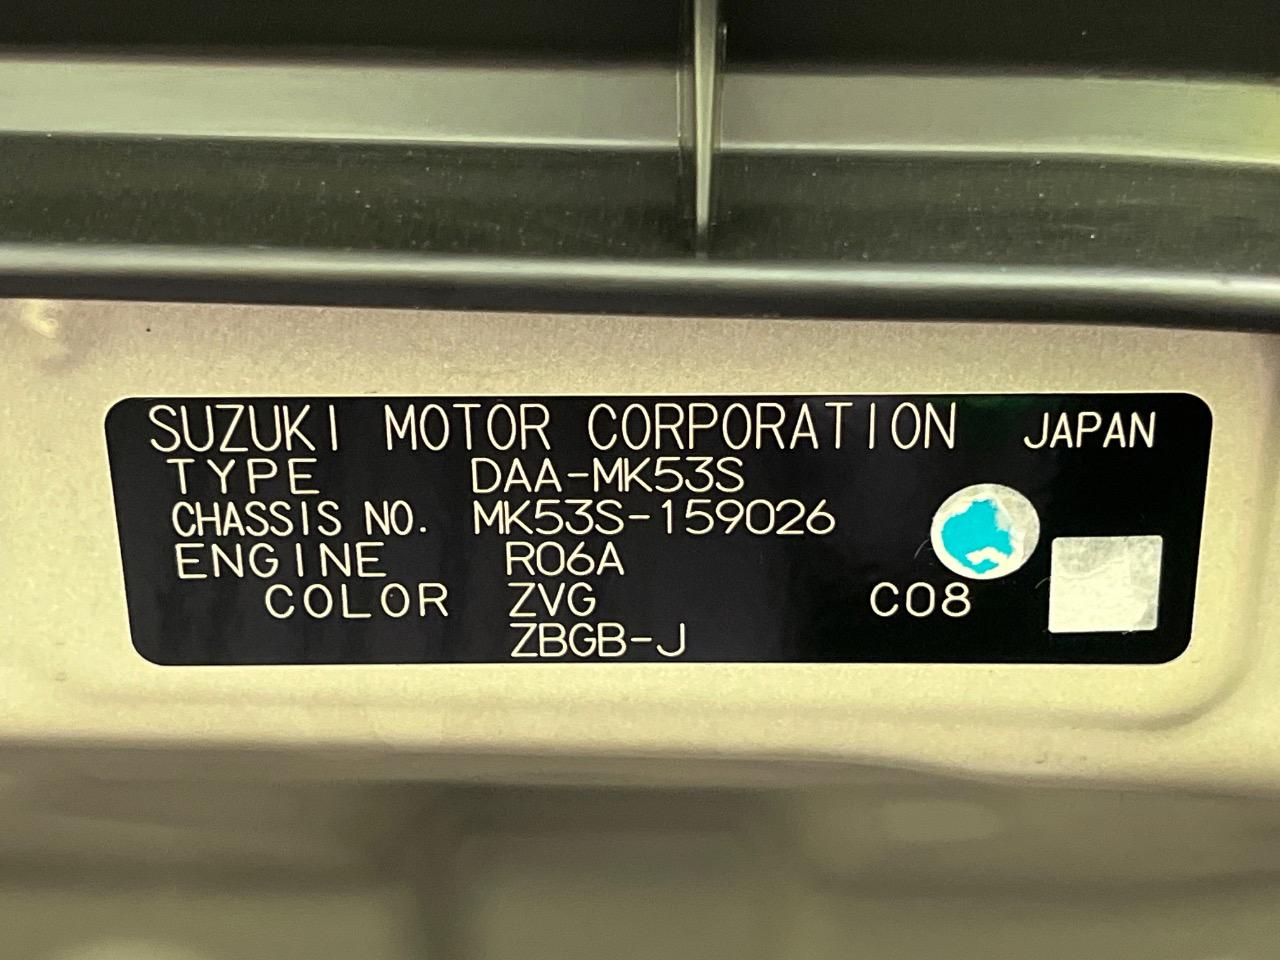 SUZUKI MOTOR CORPORATION JAPAN
TYPE DAA-MK53S
CHASSIS NO. MK53S-159026
ENGINE R06A
COLOR ZVG C08
ZBGB-J